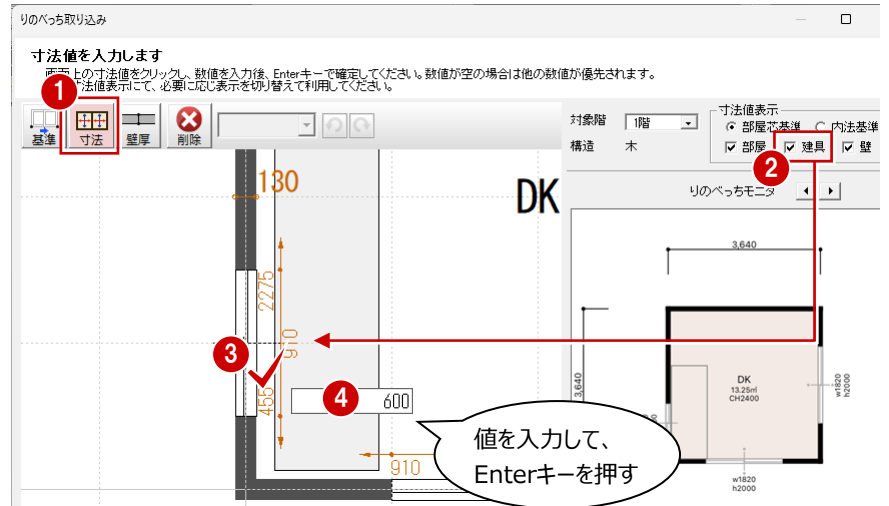 りのべっち取り込み
寸法値を入力します
画面上の寸法値をクリックし、数値を入力後、Enterキーで確定してください。数値が空の場合は他の数値が優先されます。
寸法値表示にて、必要に応じ表示を切り替えて利用してください。
1
基準 寸法 壁厚 削除
対象階 1階
構造 木
寸法値表示
部屋芯基準 内法基準
部屋 建具 壁
2
りのべっちモニタ
130
DK
2275
910
455
3
4
600
910
値を入力して、
Enterキーを押す
3,640
3,640
DK
13.25㎡
CH2400
w1820
h2000
w1820
h2000